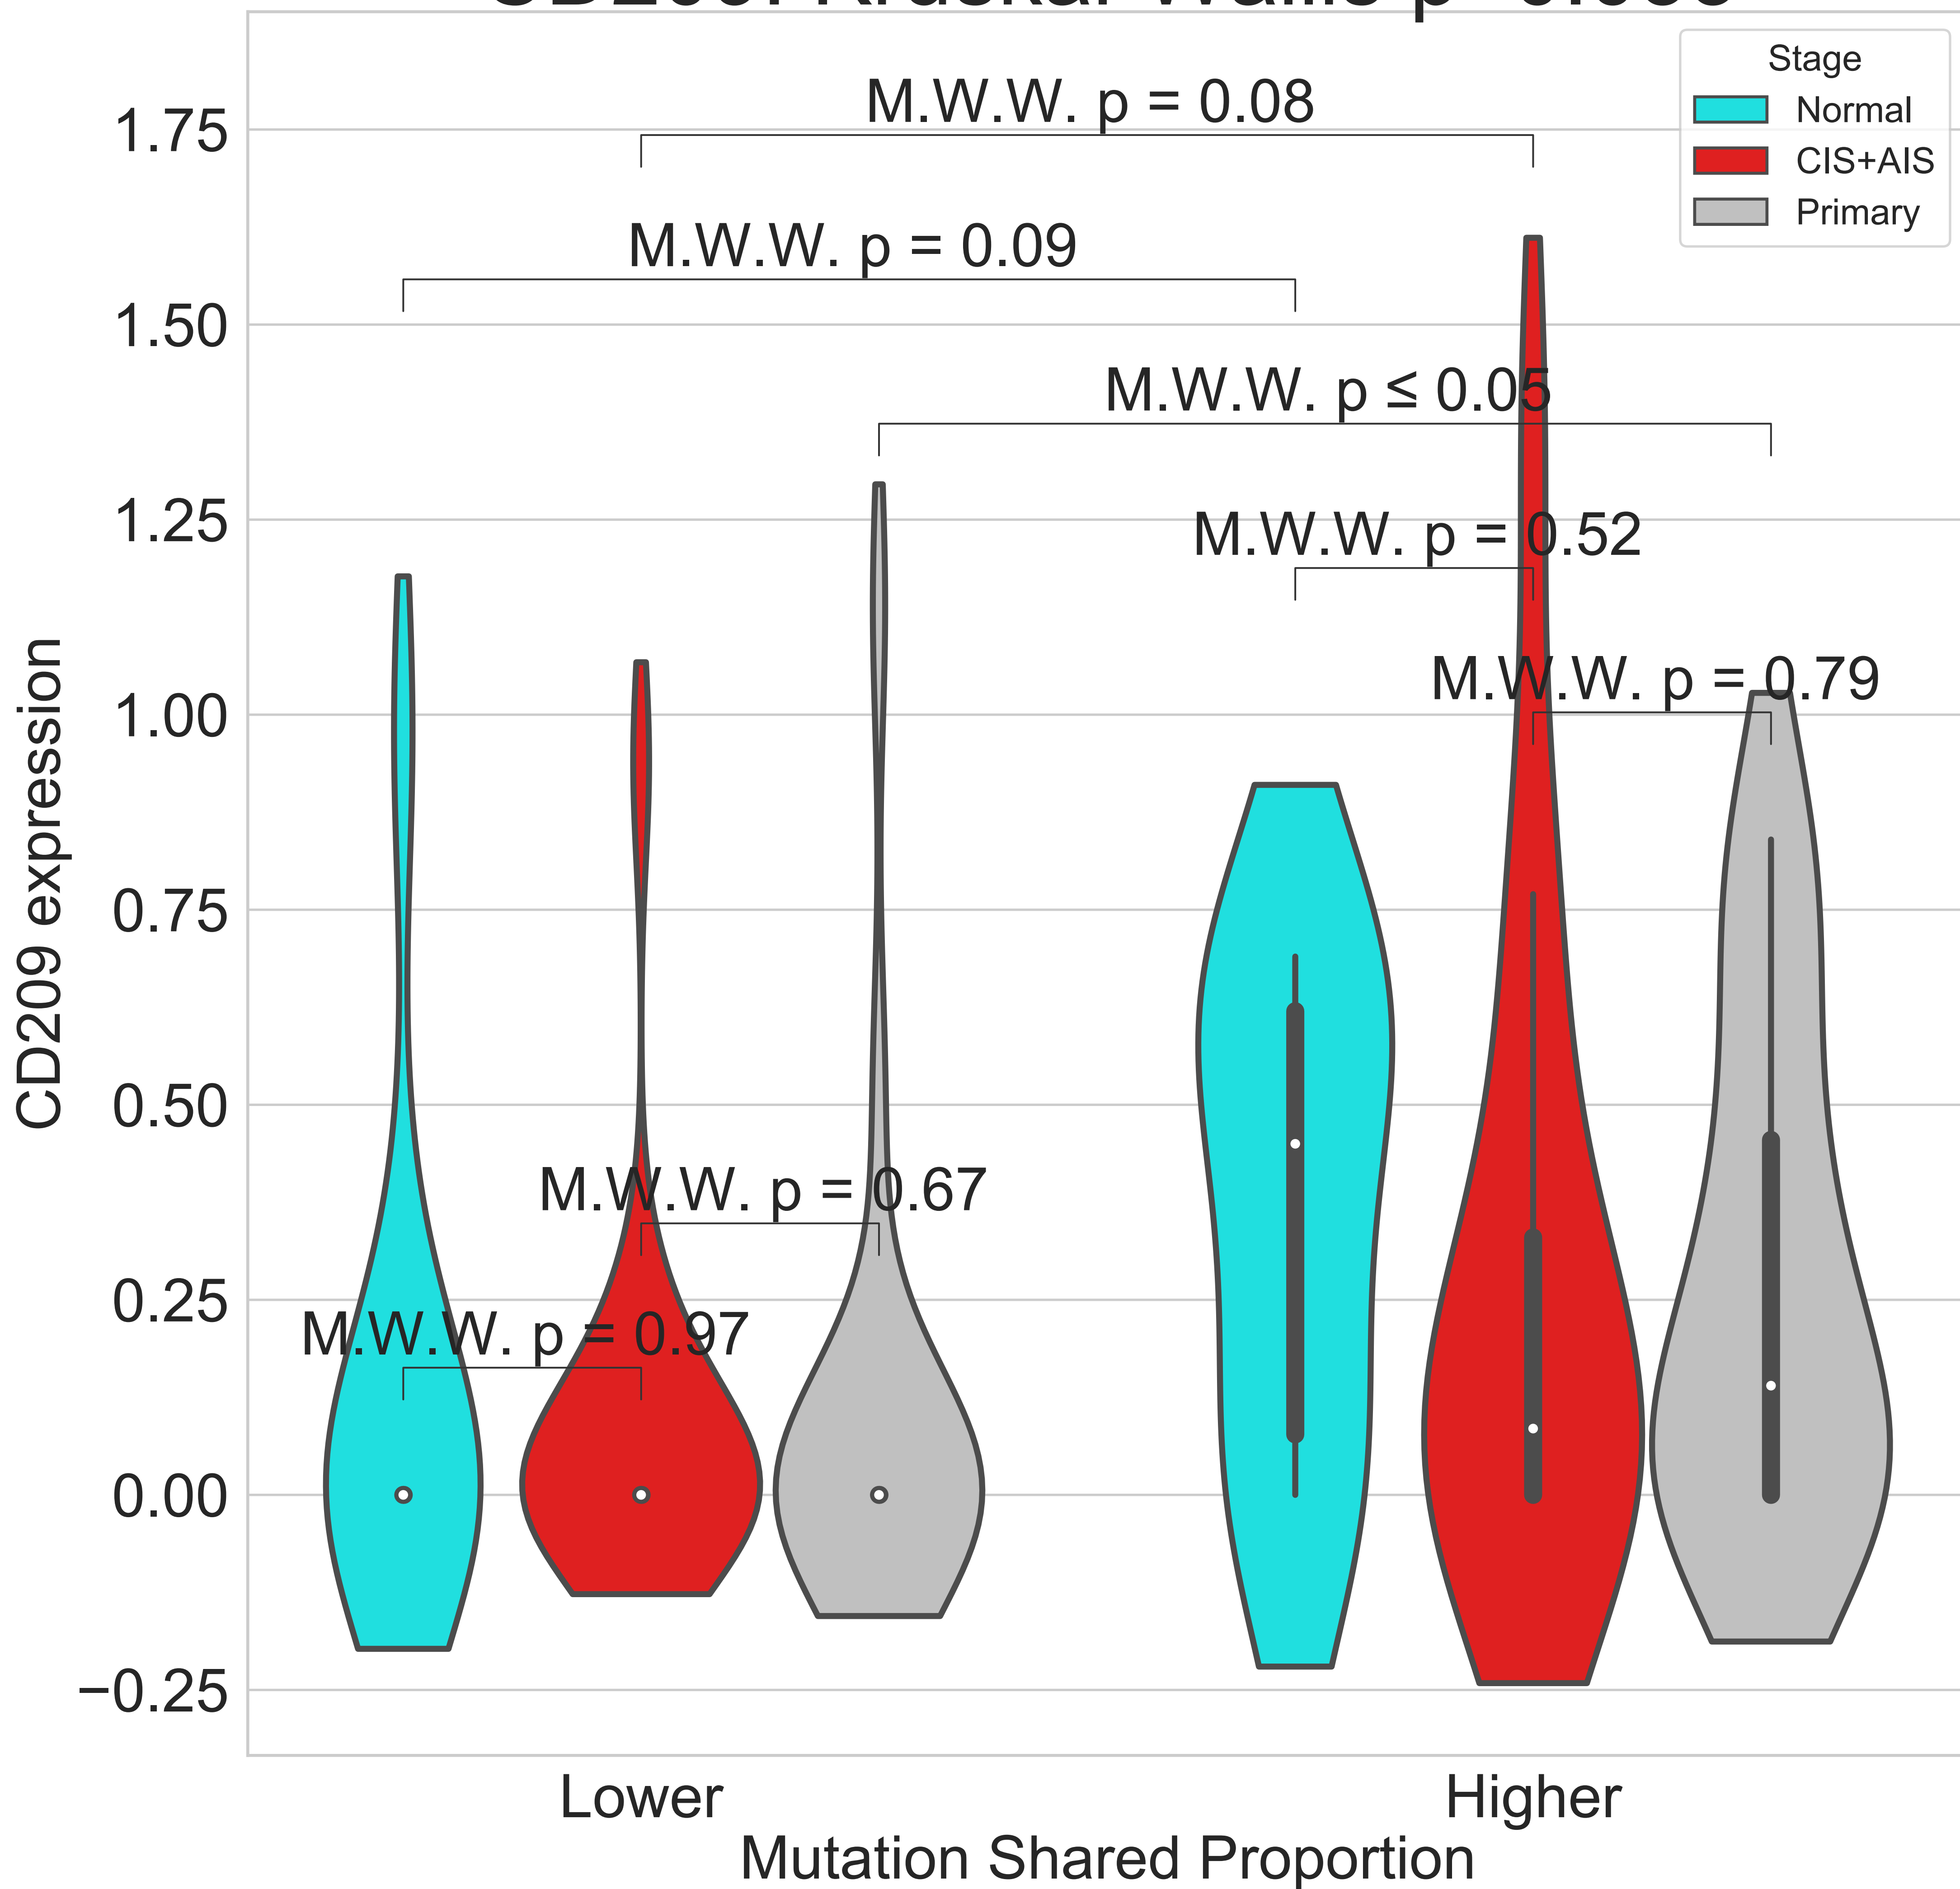 Stage
Normal
CIS+AIS
Primary
M.W.W. p = 0.08
M.W.W. p = 0.09
M.W.W. p ≤ 0.05
M.W.W. p = 0.52
M.W.W. p = 0.79
M.W.W. p = 0.67
M.W.W. p = 0.97
1.75
1.50
1.25
1.00
0.75
0.50
0.25
0.00
−0.25
CD209 expression
Lower
Higher
Mutation Shared Proportion